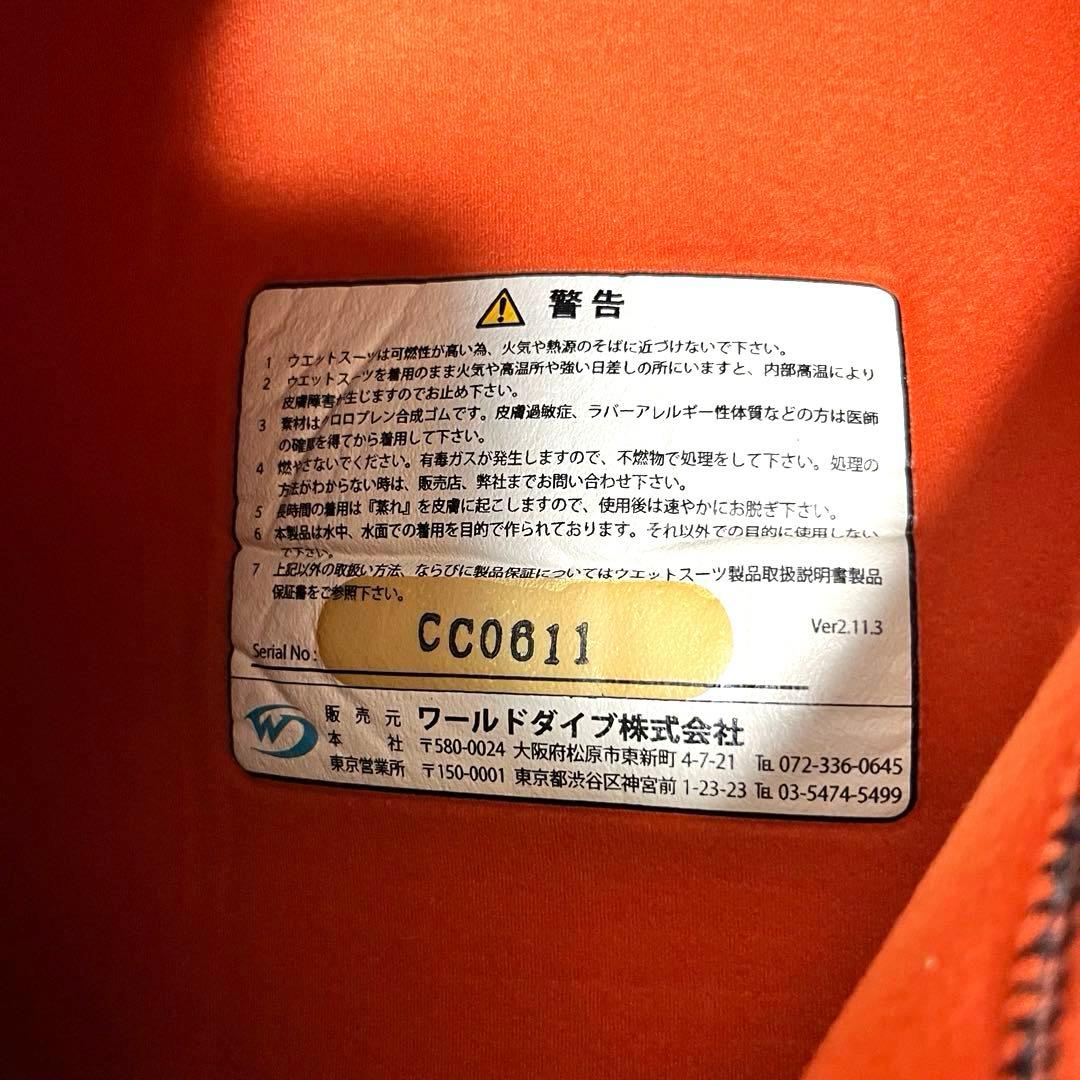 警告
1 ウエットスーツは可燃性が高い為、火気や熱源のそばに近づけないで下さい。
2 ウエットスーツを着用のまま火気や高温所や強い日差しの所にいますと、内部高温により
皮膚障害が生じますのでお止め下さい。
3 素材はクロロプレン合成ゴムです。皮膚過敏症、ラバーアレルギー性体質などの方は医師
の確認を得てから着用して下さい。
4 燃やさないでください。有毒ガスが発生しますので、不燃物で処理をして下さい。処理の
方法がわからない時は、販売店、弊社までお問い合わせ下さい。
5 長時間の着用は『蒸れ』を皮膚に起こしますので、使用後は速やかにお脱ぎ下さい。
6 本製品は水中、水面での着用を目的で作られております。それ以外での目的に使用しない
で下さい。
7 上記以外の取扱い方法、ならびに製品保証についてはウエットスーツ製品取扱説明書製品
保証書をご参照下さい。
Ver2.11.3
Serial No : CC0611
W
販売元 ワールドダイブ株式会社
本社 〒580-0024 大阪府松原市東新町 4-7-21 TEL 072-336-0645
東京営業所 〒150-0001 東京都渋谷区神宮前 1-23-23 TEL 03-5474-5499